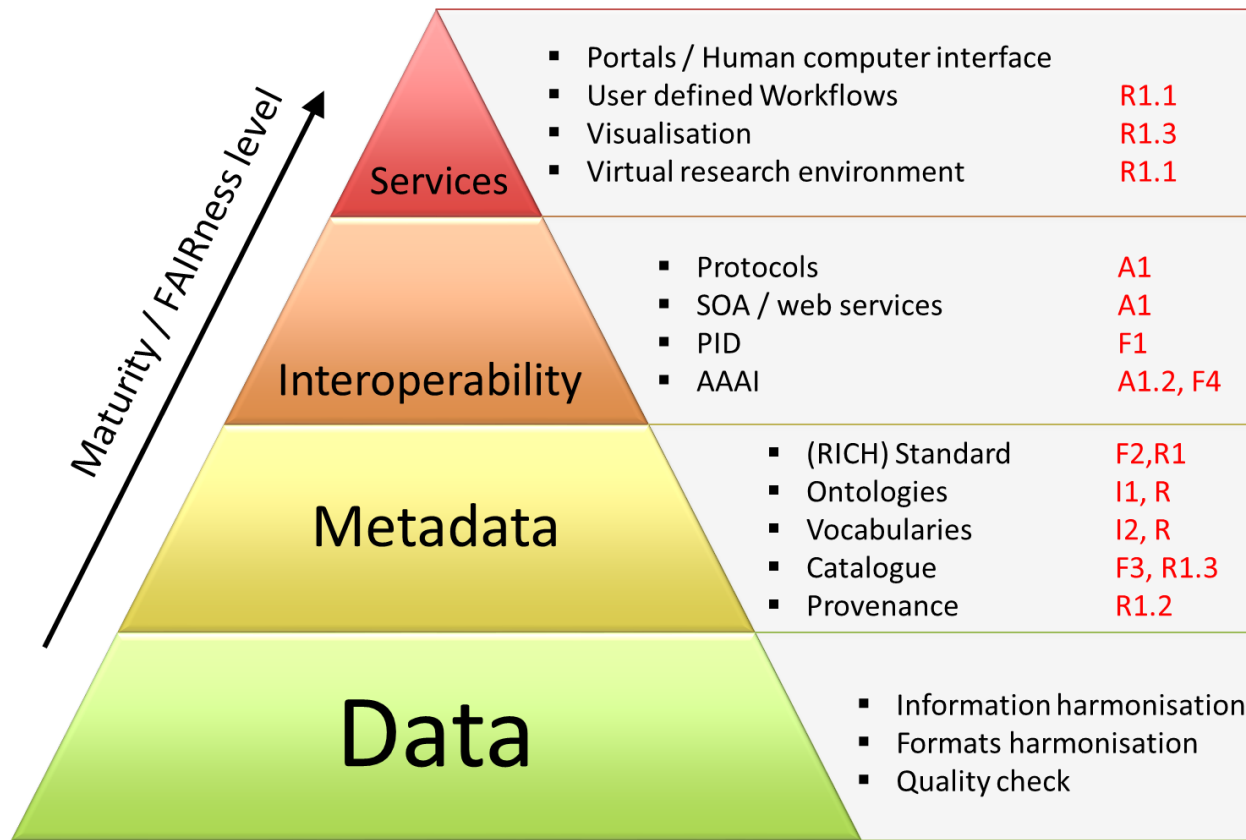 Maturity / FAIRness level
Services
▪ Portals / Human computer interface
▪ User defined Workflows R1.1
▪ Visualisation R1.3
▪ Virtual research environment R1.1
Interoperability
▪ Protocols A1
▪ SOA / web services A1
▪ PID F1
▪ AAAI A1.2, F4
Metadata
▪ (RICH) Standard F2,R1
▪ Ontologies I1, R
▪ Vocabularies I2, R
▪ Catalogue F3, R1.3
▪ Provenance R1.2
Data
▪ Information harmonisation
▪ Formats harmonisation
▪ Quality check